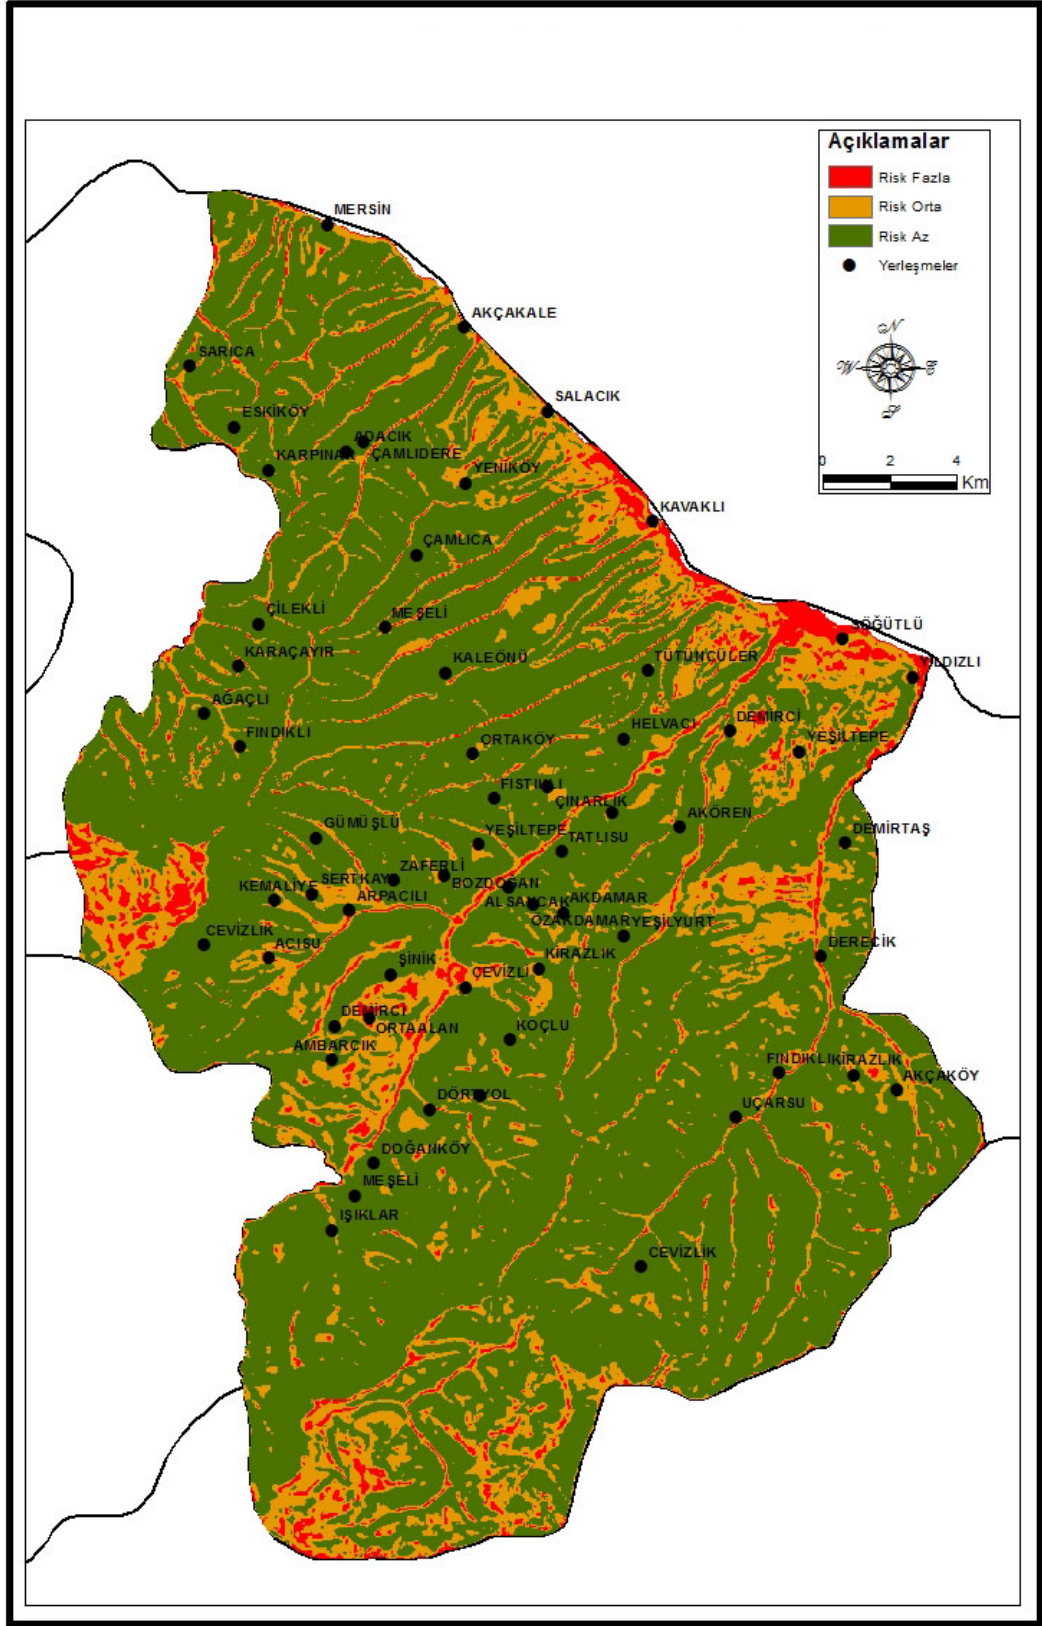 Açıklamalar
Risk Fazla
Risk Orta
Risk Az
Yerleşmeler
N
W
E
S
0 2 4
Km
MERSİN
AKÇAKALE
SARICA
SALACIK
ESKİKÖY
ADACIK
KARPINAR
ÇAMLIDERE
YENİKÖY
KAVAKLI
ÇAMLICA
ÇİLEKLİ
MEŞELİ
SÖĞÜTLÜ
KARAÇAYIR
KALEÖNÜ
TÜTÜNCÜLER
YILDIZLI
AĞAÇLI
FINDIKLI
HELVACI
DEMİRCİ
ORTAKÖY
YEŞİLTEPE
FISTIKLI
ÇINARLIK
AKÖREN
GÜMÜŞLÜ
YEŞİLTEPE
TATLISU
DEMİRTAŞ
ZAFERLİ
SERTKAYA
KEMALİYE
BOZDOĞAN
ARPACILI
ALSANCAK
AKDAMAR
ÖZAKDAMAR
YEŞİLYURT
CEVİZLİK
ACISU
DERECİK
ŞİNİK
CEVİZLİ
KİRAZLIK
DEMİRCİ
ORTAALAN
KOÇLU
AMBARCIK
FINDIKLI
KİRAZLIK
AKÇAKÖY
DÖRTYOL
UÇARSU
DOĞANKÖY
MEŞELİ
IŞIKLAR
CEVİZLİK